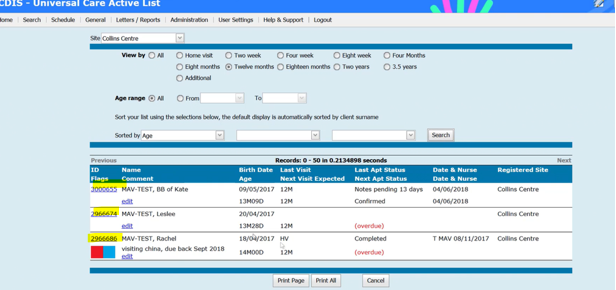 CDIS - Universal Care Active List
Home | Search | Schedule | General | Letters / Reports | Administration | User Settings | Help & Support | Logout
Site Collins Centre
View by All Home visit Two week Four week Eight week Four Months
Eight months Twelve months Eighteen months Two years 3.5 years
Additional
Age range All From To
Sort your list using the selections below, the default display is automatically sorted by client surname
Sorted by Age Search
Previous Records: 0 - 50 in 0.2134898 seconds Next
ID Name Birth Date Last Visit Last Apt Status Date & Nurse Registered Site
Flags Comment Age Next Visit Expected Next Apt Status Date & Nurse
3000655 MAV-TEST, BB of Kate 09/05/2017 12M Notes pending 13 days 04/06/2018 Collins Centre
edit 13M09D 12M Confirmed 04/06/2018
2966674 MAV-TEST, Leslee 20/04/2017 Collins Centre
edit 13M28D 12M (overdue)
2966686 MAV-TEST, Rachel 18/04/2017 HV Completed T MAV 08/11/2017 Collins Centre
visiting china, due back Sept 2018 14M00D 12M (overdue)
edit
Print Page Print All Cancel